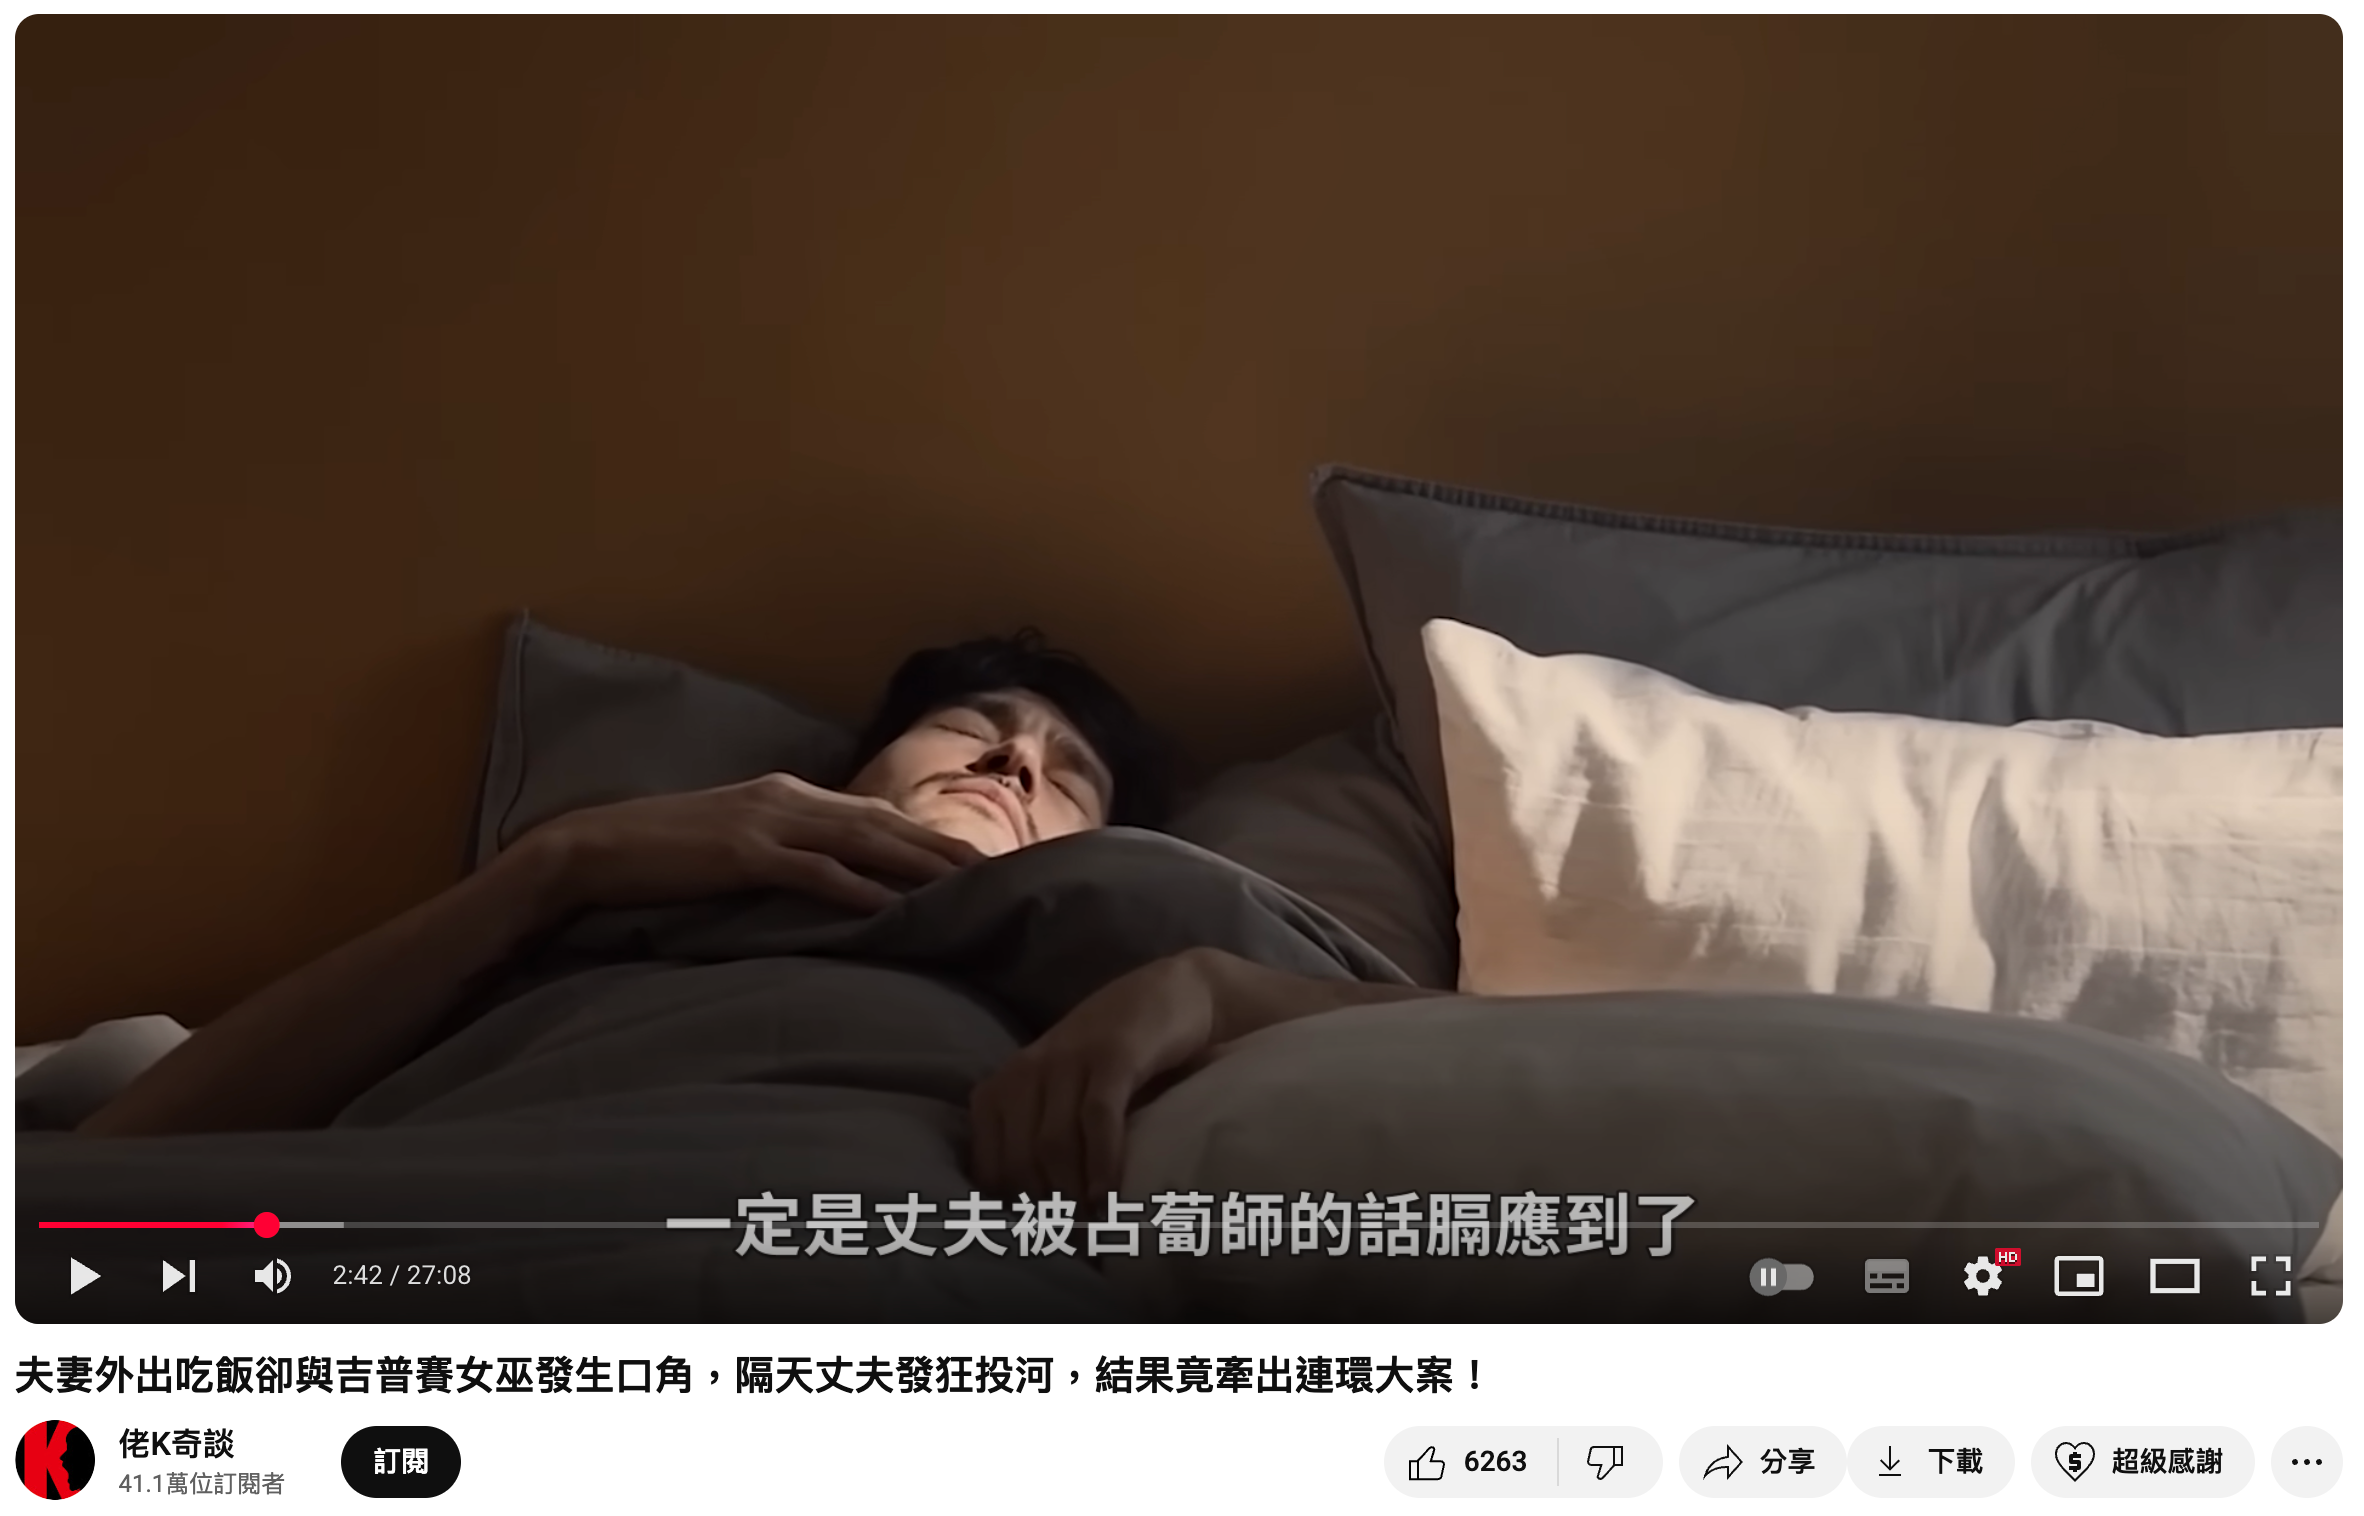 一定是丈夫被占蔔師的話膈應到了
2:42 / 27:08
HD
夫妻外出吃飯卻與吉普賽女巫發生口角，隔天丈夫發狂投河，結果竟牽出連環大案！
佬K奇談
41.1萬位訂閱者
訂閱
6263
分享
下載
超級感謝